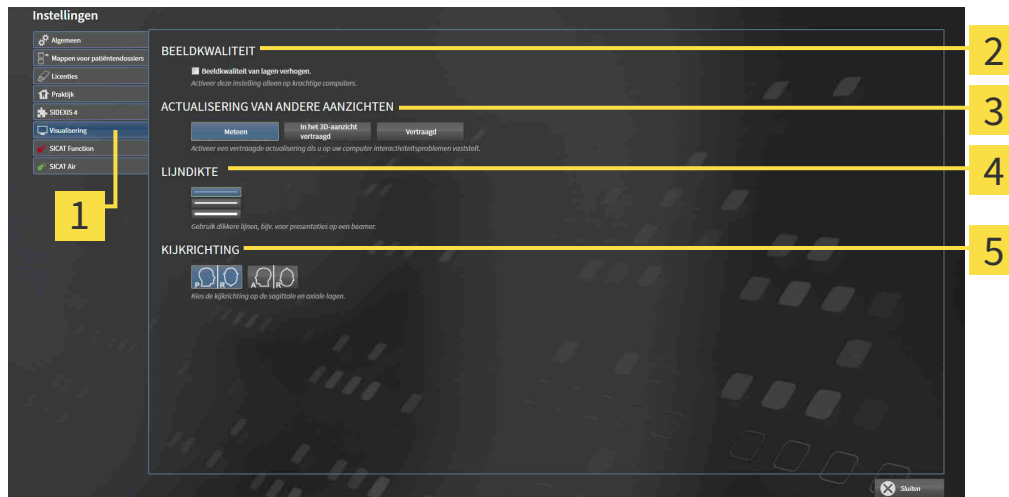 Instellingen
Algemeen
Mappen voor patiëntendossiers
Licenties
Praktijk
SIDEXIS 4
Visualisering
SICAT Function
SICAT Air
1
BEELDKWALITEIT
2
Beeldkwaliteit van lagen verhogen.
Activeer deze instelling alleen op krachtige computers.
ACTUALISERING VAN ANDERE AANZICHTEN
3
Meteen
In het 3D-aanzicht
vertraagd
Vertraagd
Activeer een vertraagde actualisering als u op uw computer interactiviteitsproblemen vaststelt.
LIJNDIKTE
4
Gebruik dikkere lijnen, bijv. voor presentaties op een beamer.
KIJKRICHTING
5
P R
A R
Kies de kijkrichting op de sagittale en axiale lagen.
Sluiten